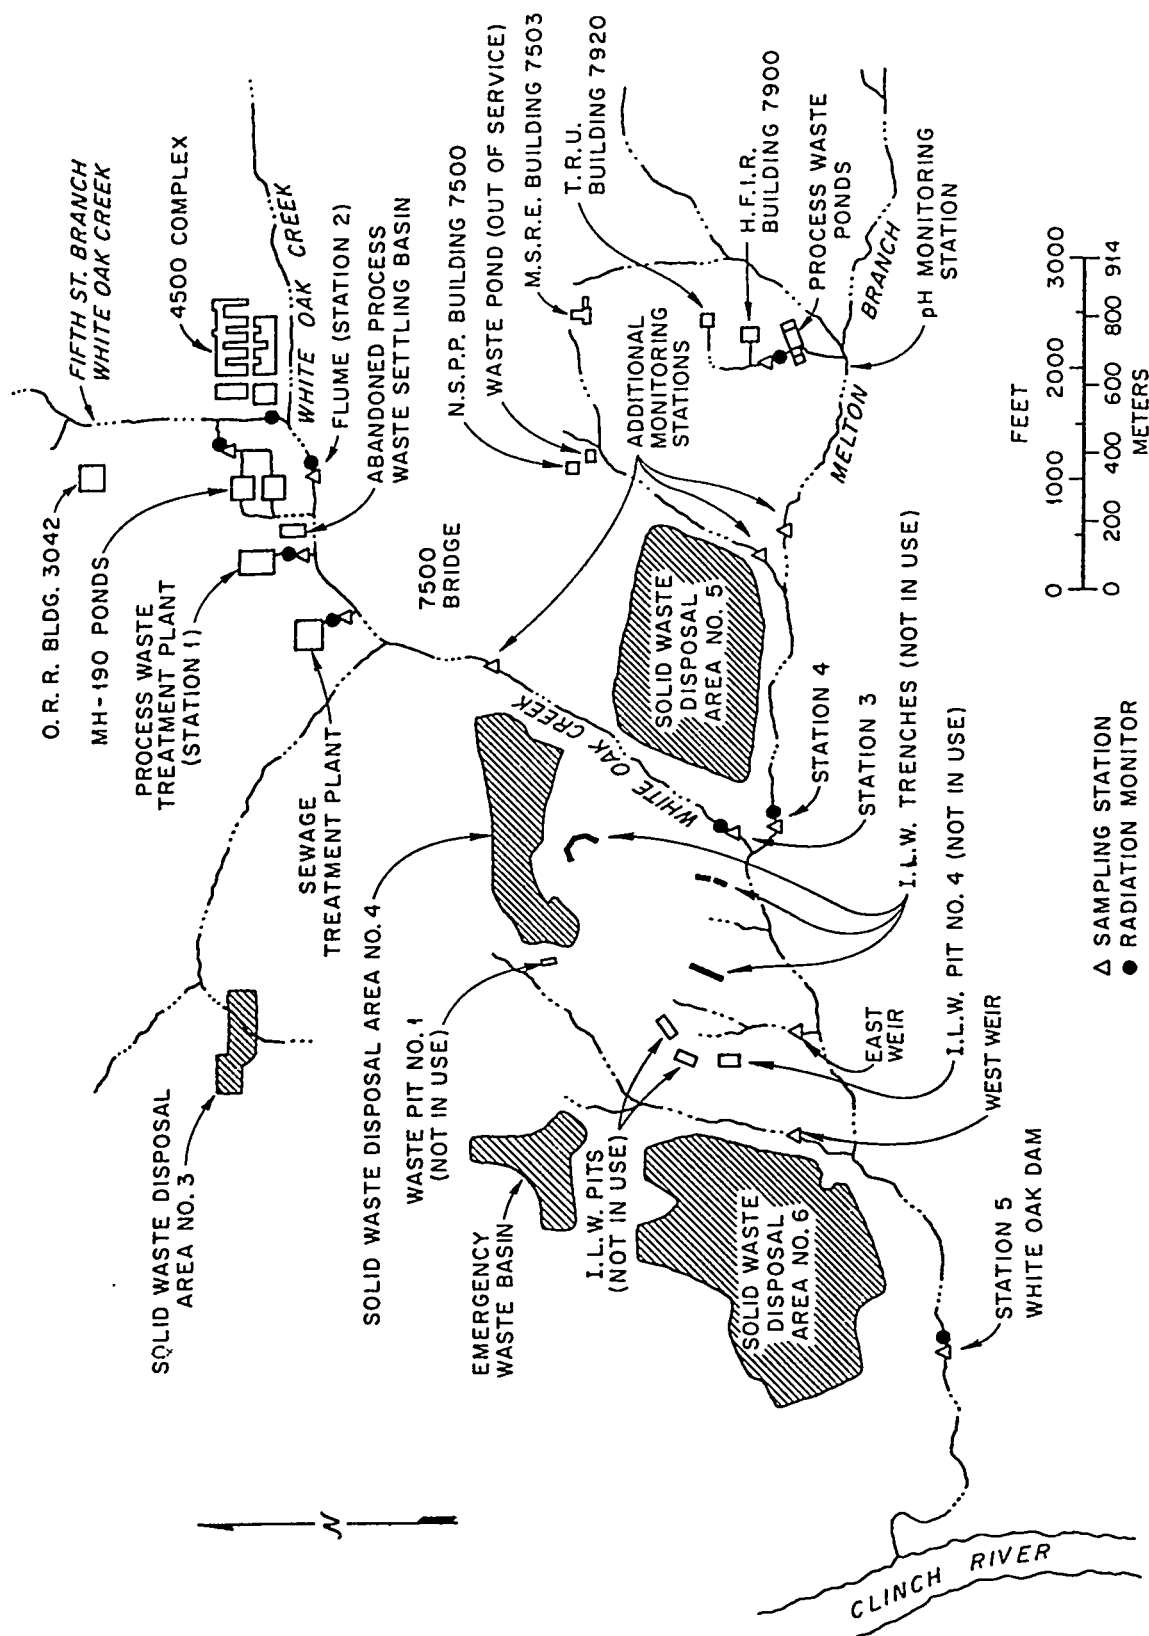 FIFTH ST. BRANCH
WHITE OAK CREEK
4500 COMPLEX
WHITE OAK CREEK
FLUME (STATION 2)
ABANDONED PROCESS
WASTE SETTLING BASIN
O.R.R. BLDG. 3042
MH-190 PONDS
PROCESS WASTE
TREATMENT PLANT
(STATION 1)
SEWAGE
TREATMENT PLANT
7500
BRIDGE
N.S.P.P. BUILDING 7500
WASTE POND (OUT OF SERVICE)
M.S.R.E. BUILDING 7503
T.R.U.
BUILDING 7920
H.F.I.R.
BUILDING 7900
PROCESS WASTE
PONDS
pH MONITORING
STATION
ADDITIONAL
MONITORING
STATIONS
MELTON BRANCH
SOLID WASTE
DISPOSAL
AREA NO. 5
WHITE OAK CREEK
STATION 4
STATION 3
I.L.W. TRENCHES (NOT IN USE)
I.L.W. PIT NO. 4 (NOT IN USE)
SOLID WASTE DISPOSAL
AREA NO. 3
SOLID WASTE DISPOSAL AREA NO. 4
WASTE PIT NO. 1
(NOT IN USE)
EMERGENCY
WASTE BASIN
I.L.W. PITS
(NOT IN USE)
EAST
WEIR
WEST WEIR
SOLID WASTE
DISPOSAL
AREA NO. 6
STATION 5
WHITE OAK DAM
CLINCH RIVER
N
FEET
0 1000 2000 3000
0 200 400 600 800 914
METERS
△ SAMPLING STATION
● RADIATION MONITOR